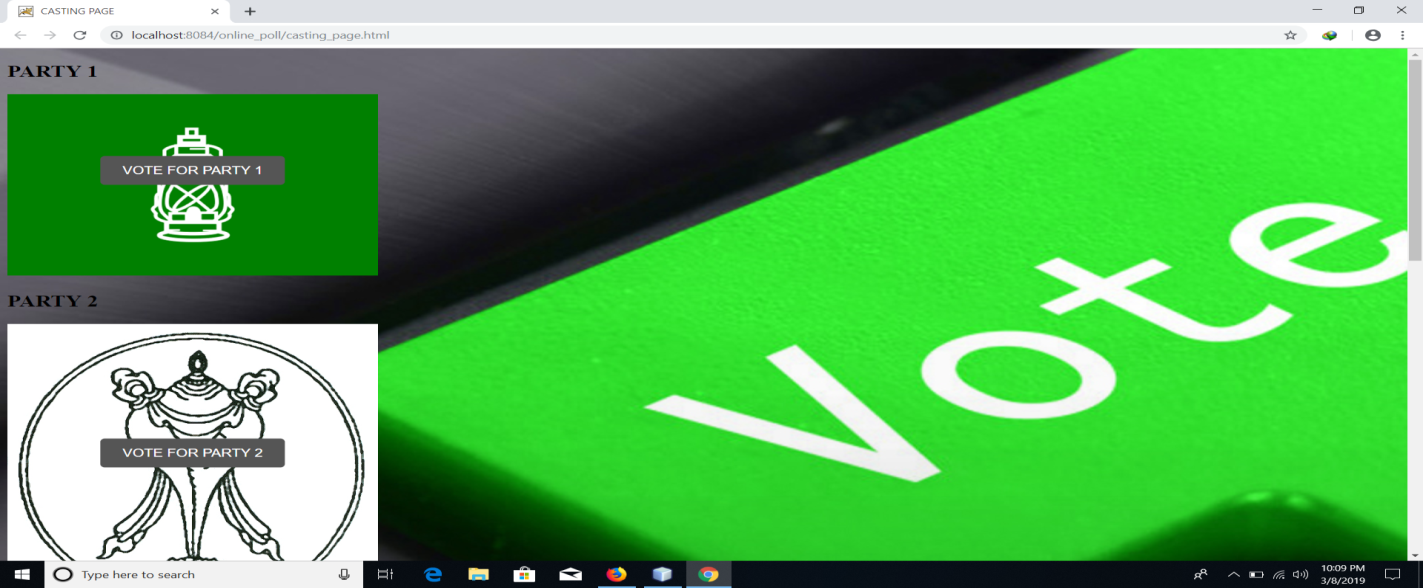 CASTING PAGE
localhost:8084/online_poll/casting_page.html
PARTY 1
VOTE FOR PARTY 1
PARTY 2
VOTE FOR PARTY 2
Vote
Type here to search
10:09 PM
3/8/2019